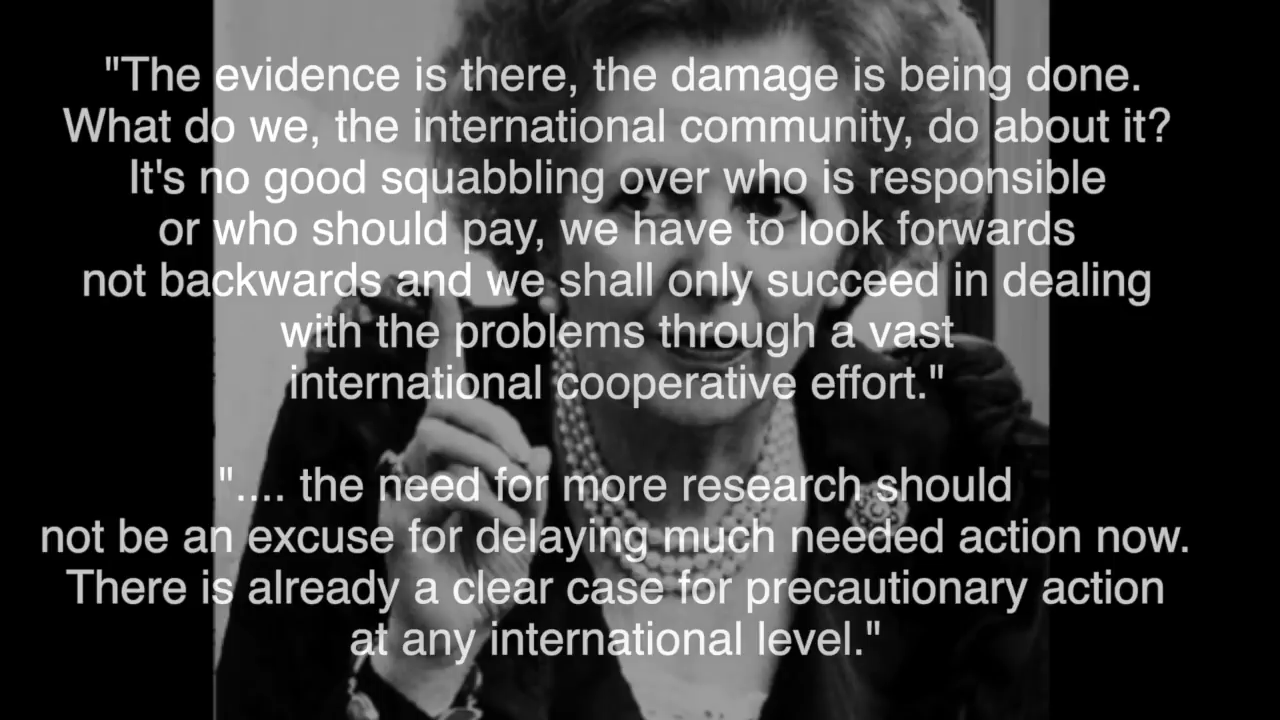 "The evidence is there, the damage is being done.
What do we, the international community, do about it?
It's no good squabbling over who is responsible
or who should pay, we have to look forwards
not backwards and we shall only succeed in dealing
with the problems through a vast
international cooperative effort."
".... the need for more research should
not be an excuse for delaying much needed action now.
There is already a clear case for precautionary action
at any international level."